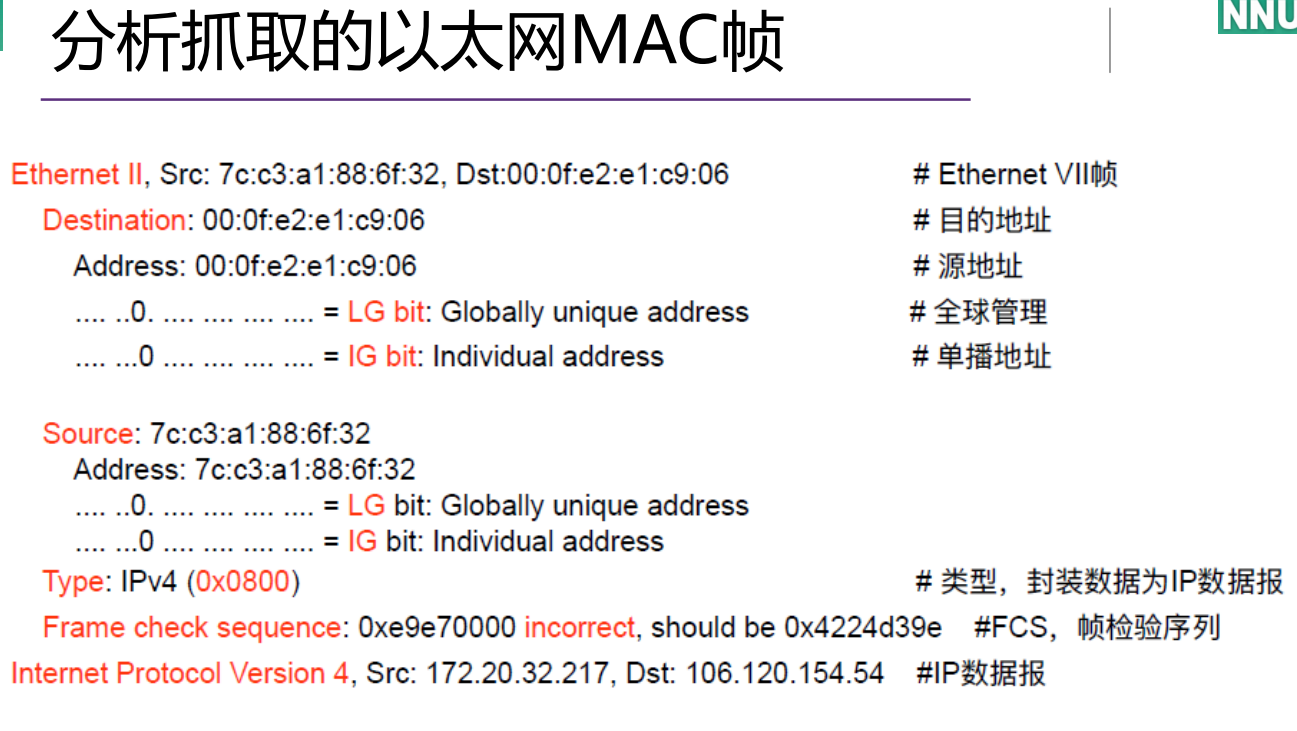 分析抓取的以太网MAC帧
NNU
Ethernet II, Src: 7c:c3:a1:88:6f:32, Dst:00:0f:e2:e1:c9:06 # Ethernet VII帧
Destination: 00:0f:e2:e1:c9:06 # 目的地址
Address: 00:0f:e2:e1:c9:06 # 源地址
.... ..0. .... .... .... .... = LG bit: Globally unique address # 全球管理
.... ...0 .... .... .... .... = IG bit: Individual address # 单播地址
Source: 7c:c3:a1:88:6f:32
Address: 7c:c3:a1:88:6f:32
.... ..0. .... .... .... .... = LG bit: Globally unique address
.... ...0 .... .... .... .... = IG bit: Individual address
Type: IPv4 (0x0800) # 类型，封装数据为IP数据报
Frame check sequence: 0xe9e70000 incorrect, should be 0x4224d39e #FCS，帧检验序列
Internet Protocol Version 4, Src: 172.20.32.217, Dst: 106.120.154.54 #IP数据报